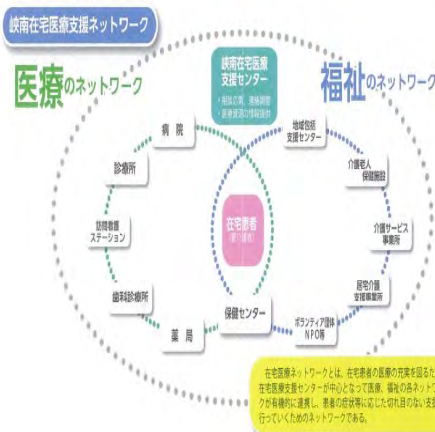 峡南在宅医療支援ネットワーク
医療のネットワーク
峡南在宅医療
支援センター
福祉のネットワーク
病院
地域包括
支援センター
診療所
介護老人
保健施設
訪問看護
ステーション
在宅患者
介護サービス
事業所
歯科診療所
居宅介護
支援事業所
薬局
保健センター
ボランティア団体
NPO等
在宅医療ネットワークとは、在宅患者の医療の充実を図るた
在宅医療支援センターが中心となって医療、福祉の各ネットワ
クが有機的に連携し、患者の症状等に応じた切れ目のない支援
行っていくためのネットワークである。